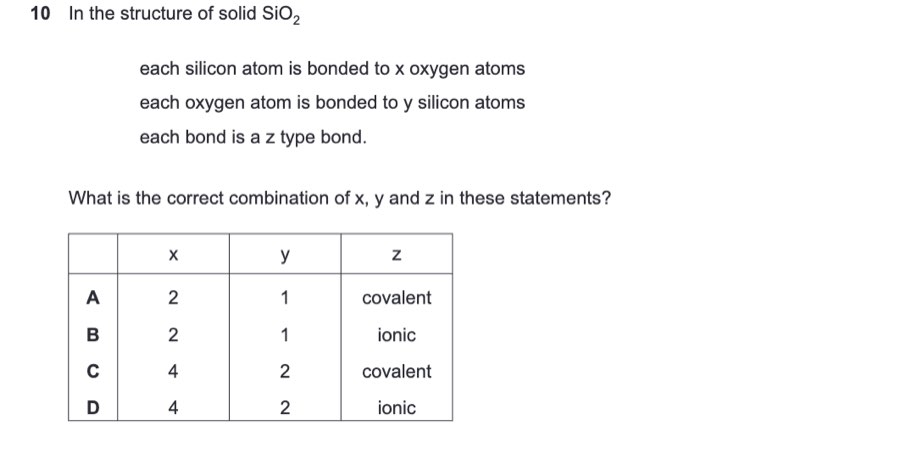 10 In the structure of solid SiO₂
each silicon atom is bonded to x oxygen atoms
each oxygen atom is bonded to y silicon atoms
each bond is a z type bond.
What is the correct combination of x, y and z in these statements?
x y z
A 2 1 covalent
B 2 1 ionic
C 4 2 covalent
D 4 2 ionic